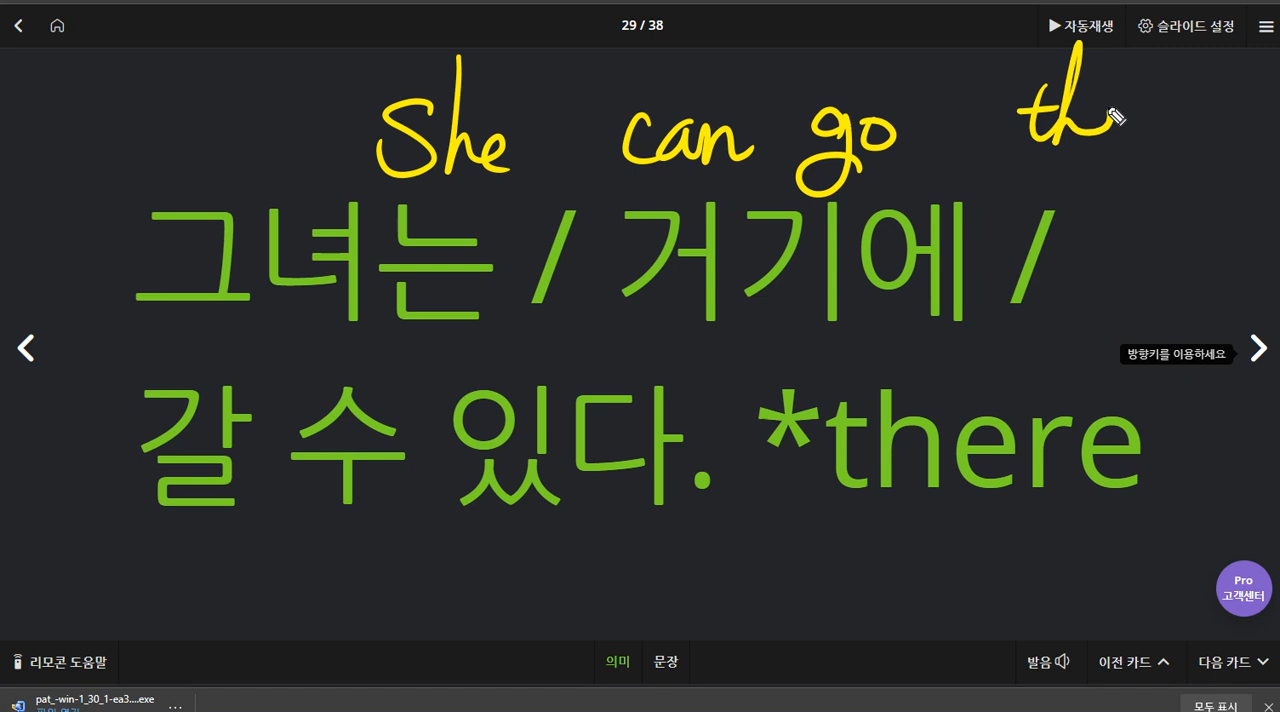 29 / 38
자동재생
슬라이드 설정
She can go th
그녀는 / 거기에 /
방향키를 이용하세요
갈 수 있다. *there
Pro
고객센터
리모콘 도움말
의미
문장
발음
이전 카드
다음 카드
pat_-win-1_30_1-ea3....exe
...
모두 표시